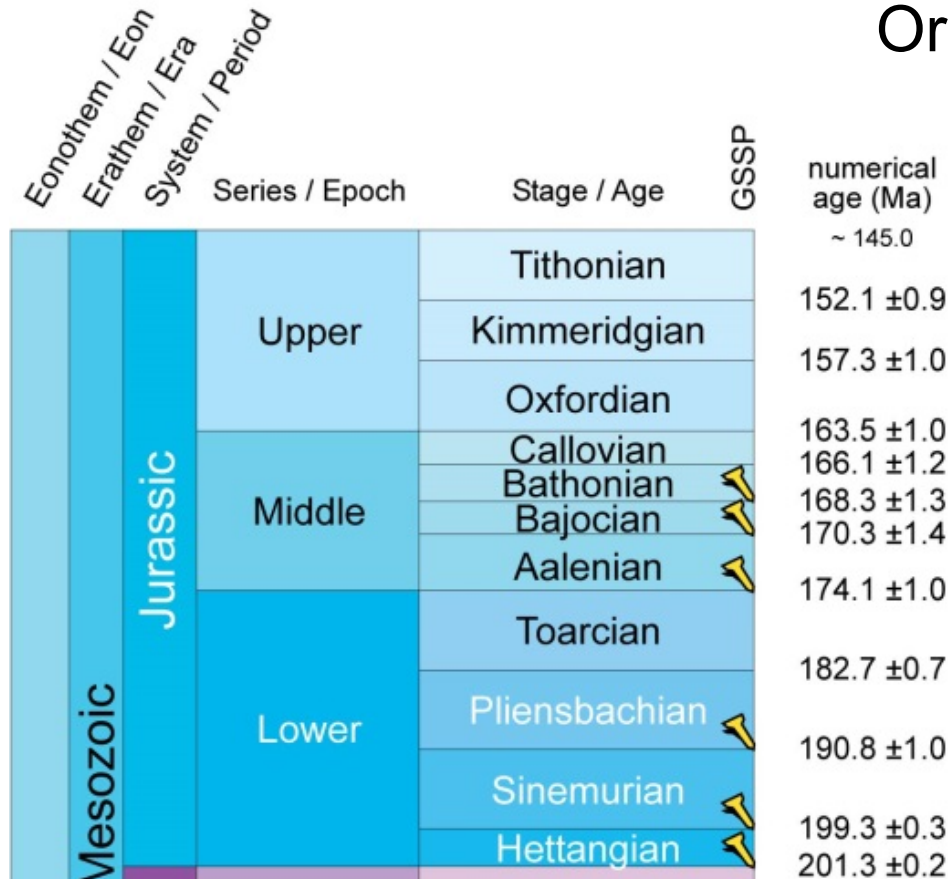 Or
Eonothem / Eon
Erathem / Era
System / Period
Series / Epoch
Stage / Age
GSSP
numerical
age (Ma)
~ 145.0
Tithonian
152.1 ±0.9
Upper
Kimmeridgian
157.3 ±1.0
Oxfordian
163.5 ±1.0
Callovian
166.1 ±1.2
Bathonian
168.3 ±1.3
Middle
Bajocian
170.3 ±1.4
Jurassic
Aalenian
174.1 ±1.0
Toarcian
182.7 ±0.7
Pliensbachian
Lower
190.8 ±1.0
Mesozoic
Sinemurian
199.3 ±0.3
Hettangian
201.3 ±0.2